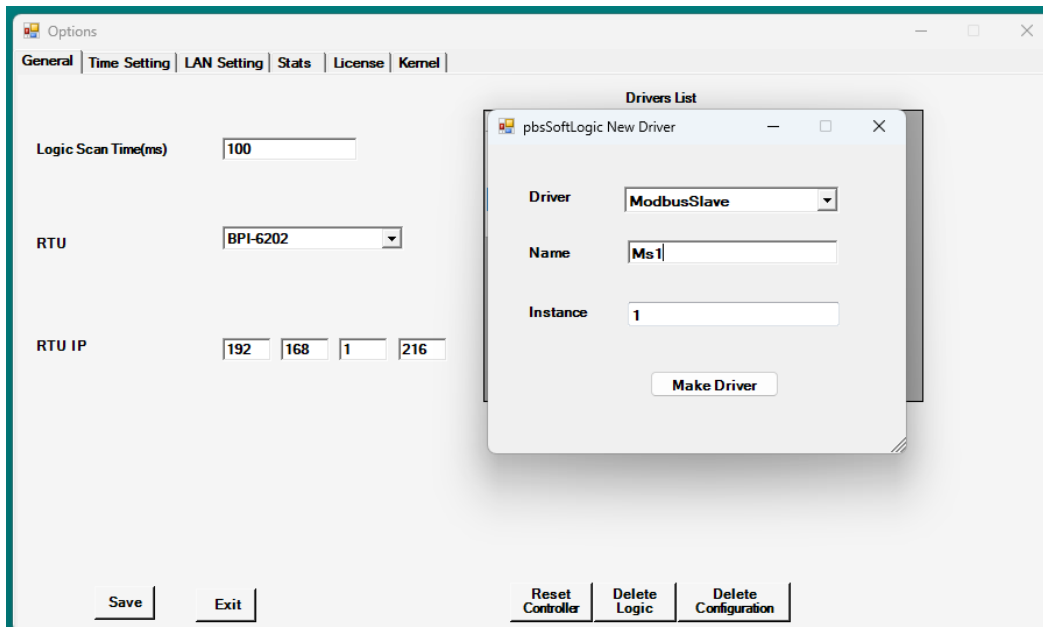 Options
General Time Setting LAN Setting Stats License Kernel
Drivers List
Logic Scan Time(ms) 100
RTU BPI-6202
RTU IP 192 168 1 216
pbsSoftLogic New Driver
Driver ModbusSlave
Name Ms1
Instance 1
Make Driver
Save Exit
Reset Controller
Delete Logic
Delete Configuration